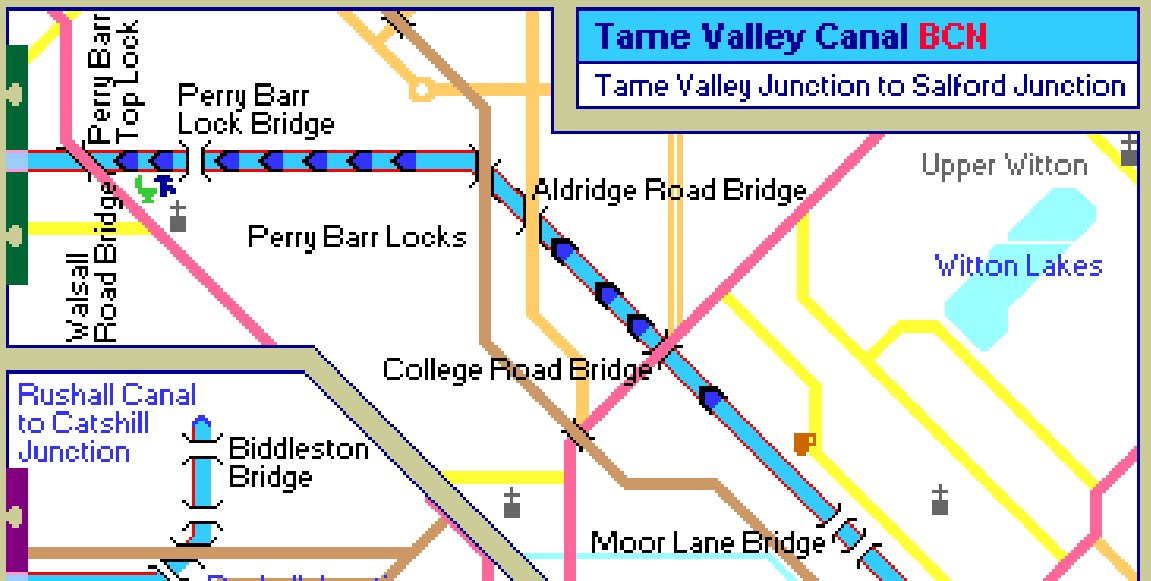 Tame Valley Canal BCN
Tame Valley Junction to Salford Junction
Perry Barr
Top Lock
Perry Barr
Lock Bridge
Upper Witton
Aldridge Road Bridge
Perry Barr Locks
Witton Lakes
Walsall
Road Bridge
College Road Bridge
Rushall Canal
to Catshill
Junction
Biddleston
Bridge
Moor Lane Bridge